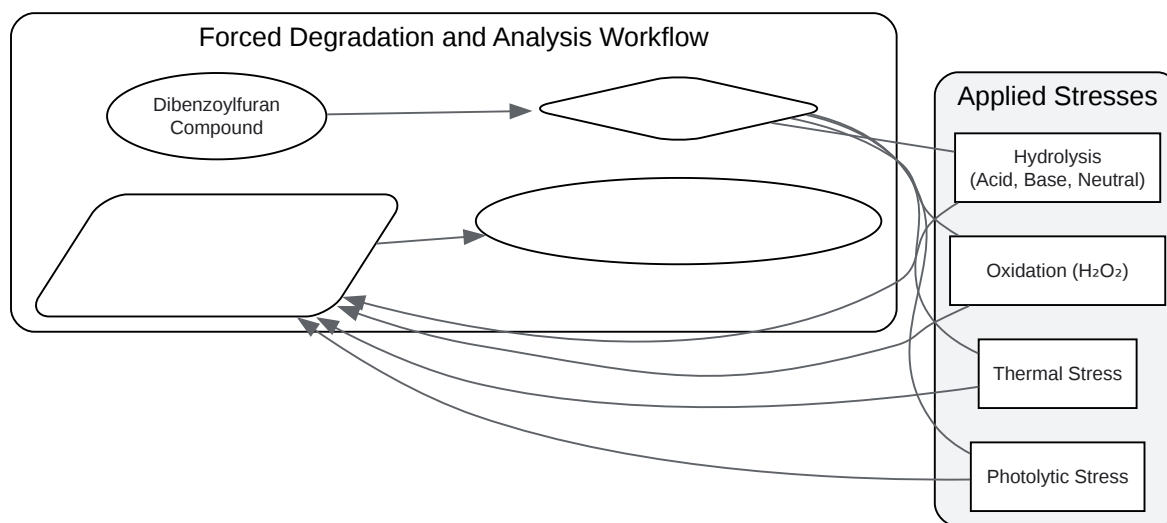 Forced Degradation and Analysis Workflow
Dibenzoylfuran
Compound
Applied Stresses
Hydrolysis
(Acid, Base, Neutral)
Oxidation (H₂O₂)
Thermal Stress
Photolytic Stress